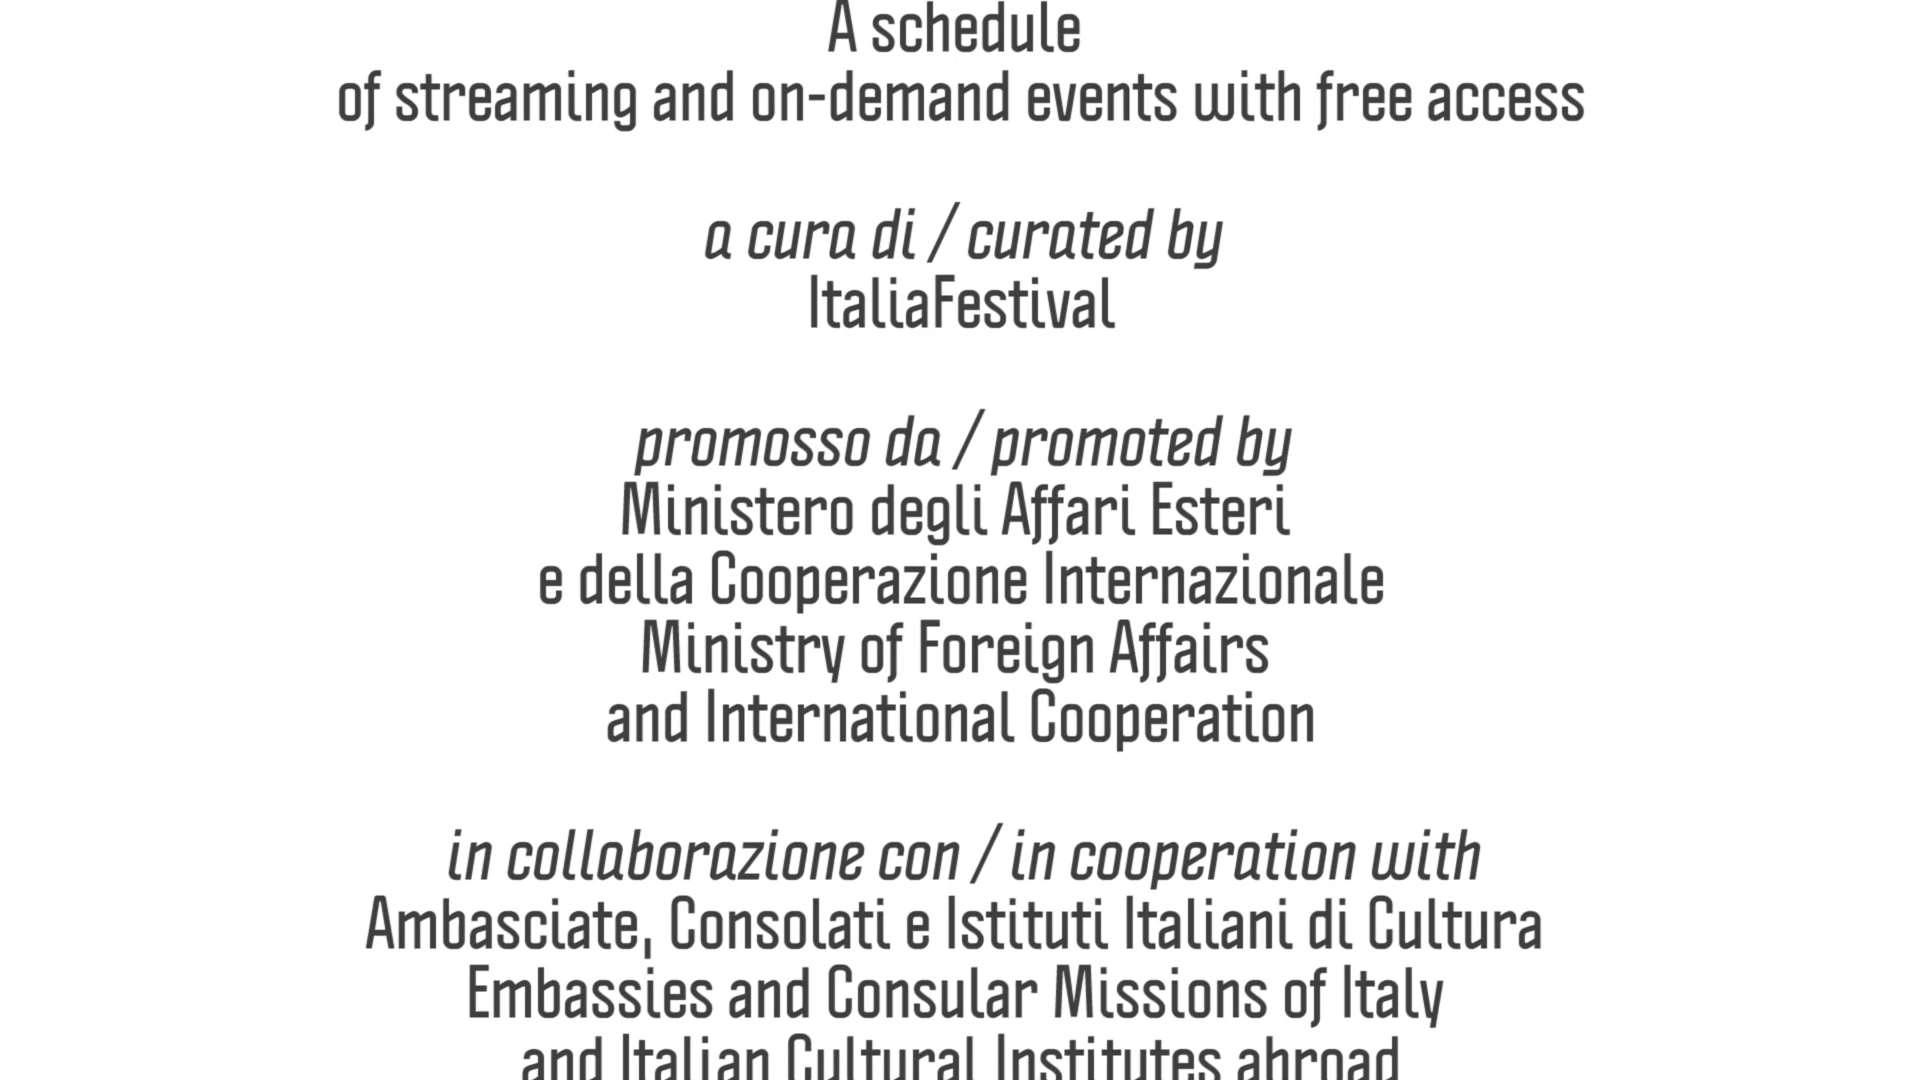 A schedule
of streaming and on-demand events with free access
a cura di / curated by
ItaliaFestival
promosso da / promoted by
Ministero degli Affari Esteri
e della Cooperazione Internazionale
Ministry of Foreign Affairs
and International Cooperation
in collaborazione con / in cooperation with
Ambasciate, Consolati e Istituti Italiani di Cultura
Embassies and Consular Missions of Italy
and Italian Cultural Institutes abroad